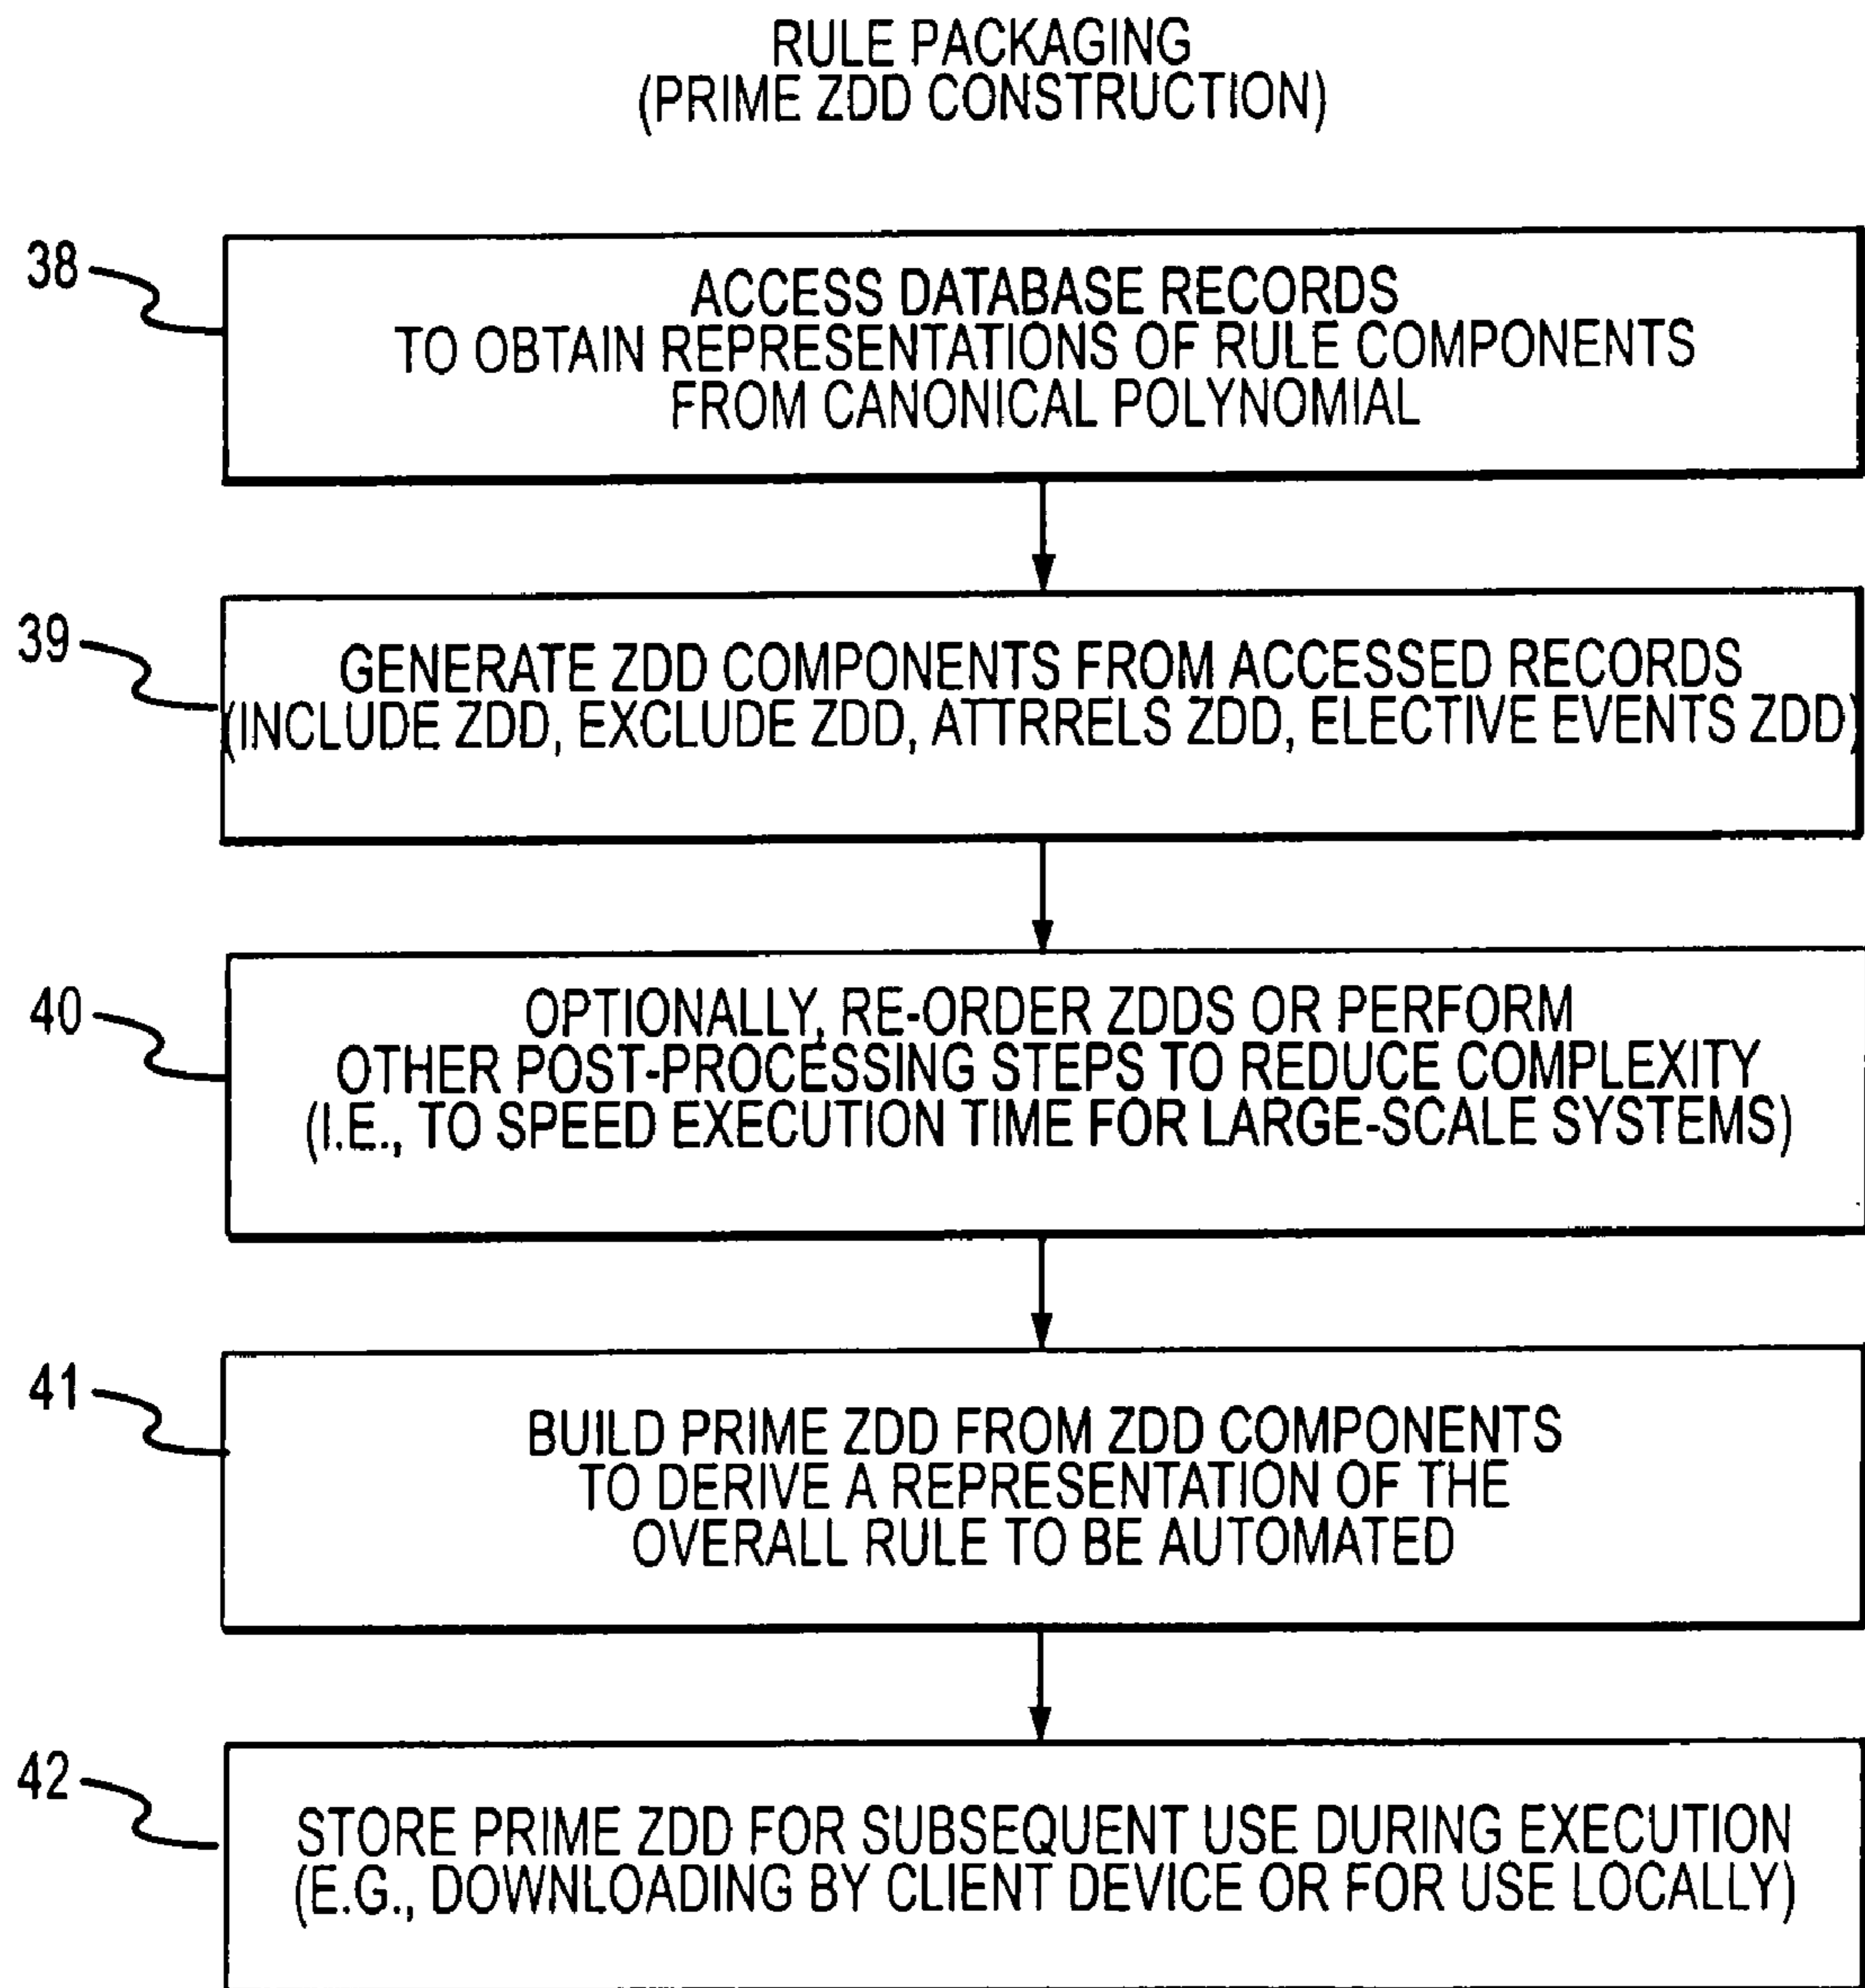 RULE PACKAGING
(PRIME ZDD CONSTRUCTION)
38
ACCESS DATABASE RECORDS
TO OBTAIN REPRESENTATIONS OF RULE COMPONENTS
FROM CANONICAL POLYNOMIAL
39
GENERATE ZDD COMPONENTS FROM ACCESSED RECORDS
(INCLUDE ZDD, EXCLUDE ZDD, ATTRRELS ZDD, ELECTIVE EVENTS ZDD)
40
OPTIONALLY, RE-ORDER ZDDS OR PERFORM
OTHER POST-PROCESSING STEPS TO REDUCE COMPLEXITY
(I.E., TO SPEED EXECUTION TIME FOR LARGE-SCALE SYSTEMS)
41
BUILD PRIME ZDD FROM ZDD COMPONENTS
TO DERIVE A REPRESENTATION OF THE
OVERALL RULE TO BE AUTOMATED
42
STORE PRIME ZDD FOR SUBSEQUENT USE DURING EXECUTION
(E.G., DOWNLOADING BY CLIENT DEVICE OR FOR USE LOCALLY)